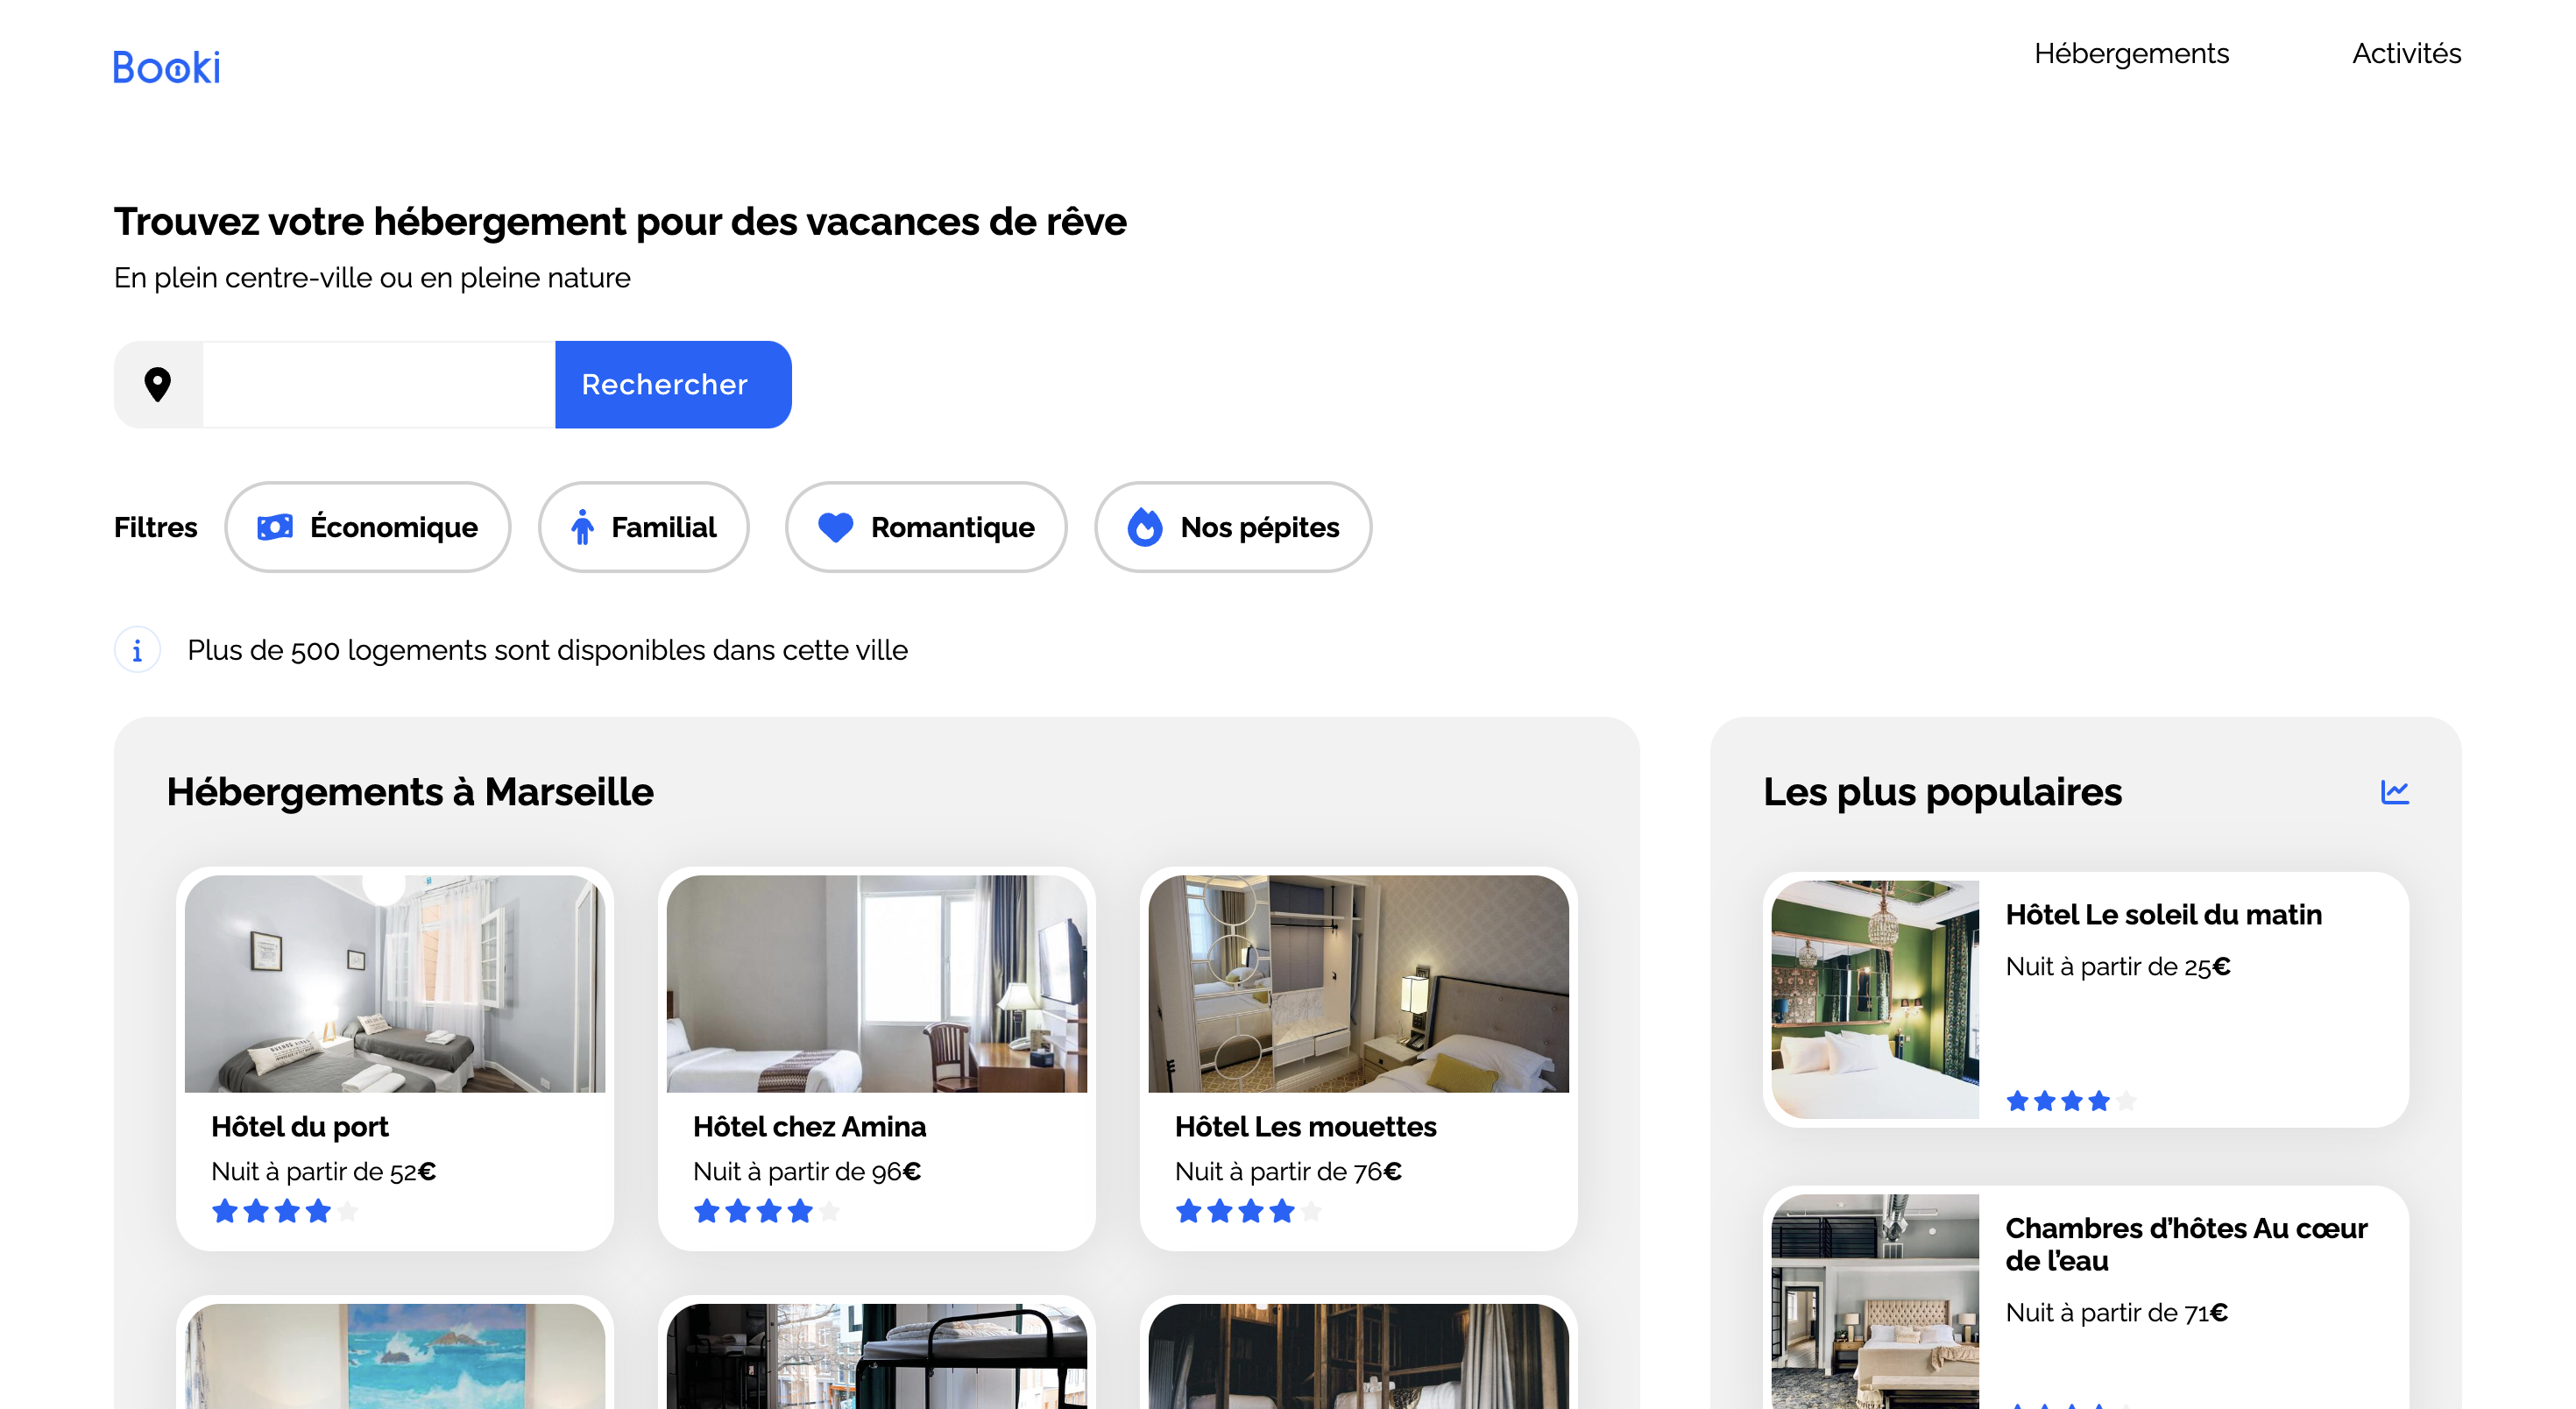 Booki
Hébergements
Activités
Trouvez votre hébergement pour des vacances de rêve
En plein centre-ville ou en pleine nature
Rechercher
Filtres
Économique
Familial
Romantique
Nos pépites
Plus de 500 logements sont disponibles dans cette ville
Hébergements à Marseille
Hôtel du port
Nuit à partir de 52€
Hôtel chez Amina
Nuit à partir de 96€
Hôtel Les mouettes
Nuit à partir de 76€
Les plus populaires
Hôtel Le soleil du matin
Nuit à partir de 25€
Chambres d’hôtes Au cœur
de l’eau
Nuit à partir de 71€